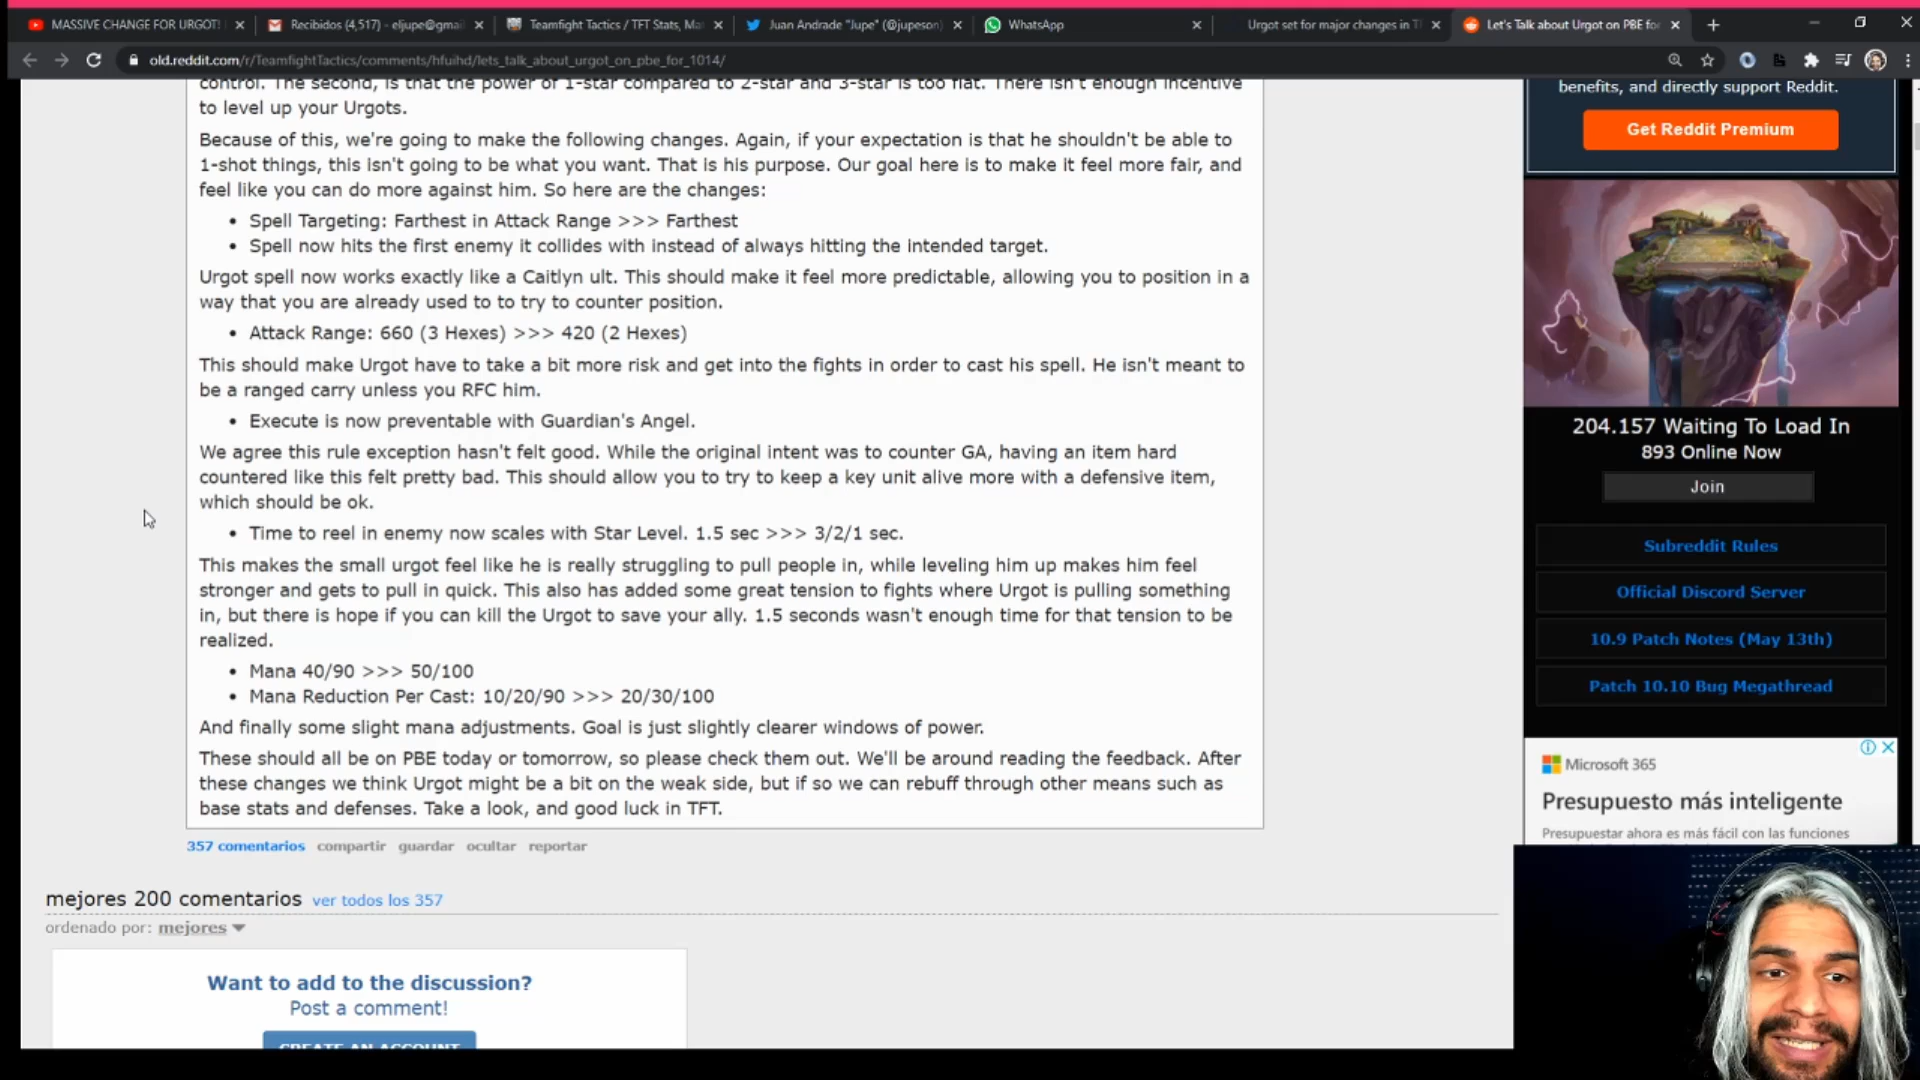 MASSIVE CHANGE FOR URGOT!
Recibidos (4,517) - eljupe@gmai
Teamfight Tactics / TFT Stats, Ma
Juan Andrade "Jupe" (@jupeson)
WhatsApp
Urgot set for major changes in T
Let's Talk about Urgot on PBE for
old.reddit.com/r/TeamfightTactics/comments/hfuihd/lets_talk_about_urgot_on_pbe_for_1014/
control. The second, is that the power of 1-star compared to 2-star and 3-star is too flat. There isn't enough incentive
to level up your Urgots.
Because of this, we're going to make the following changes. Again, if your expectation is that he shouldn't be able to
1-shot things, this isn't going to be what you want. That is his purpose. Our goal here is to make it feel more fair, and
feel like you can do more against him. So here are the changes:
• Spell Targeting: Farthest in Attack Range >>> Farthest
• Spell now hits the first enemy it collides with instead of always hitting the intended target.
Urgot spell now works exactly like a Caitlyn ult. This should make it feel more predictable, allowing you to position in a
way that you are already used to to try to counter position.
• Attack Range: 660 (3 Hexes) >>> 420 (2 Hexes)
This should make Urgot have to take a bit more risk and get into the fights in order to cast his spell. He isn't meant to
be a ranged carry unless you RFC him.
• Execute is now preventable with Guardian's Angel.
We agree this rule exception hasn't felt good. While the original intent was to counter GA, having an item hard
countered like this felt pretty bad. This should allow you to try to keep a key unit alive more with a defensive item,
which should be ok.
• Time to reel in enemy now scales with Star Level. 1.5 sec >>> 3/2/1 sec.
This makes the small urgot feel like he is really struggling to pull people in, while leveling him up makes him feel
stronger and gets to pull in quick. This also has added some great tension to fights where Urgot is pulling something
in, but there is hope if you can kill the Urgot to save your ally. 1.5 seconds wasn't enough time for that tension to be
realized.
• Mana 40/90 >>> 50/100
• Mana Reduction Per Cast: 10/20/90 >>> 20/30/100
And finally some slight mana adjustments. Goal is just slightly clearer windows of power.
These should all be on PBE today or tomorrow, so please check them out. We'll be around reading the feedback. After
these changes we think Urgot might be a bit on the weak side, but if so we can rebuff through other means such as
base stats and defenses. Take a look, and good luck in TFT.
357 comentarios compartir guardar ocultar reportar
mejores 200 comentarios ver todos los 357
ordenado por: mejores
Want to add to the discussion?
Post a comment!
CREATE AN ACCOUNT
benefits, and directly support Reddit.
Get Reddit Premium
204.157 Waiting To Load In
893 Online Now
Join
Subreddit Rules
Official Discord Server
10.9 Patch Notes (May 13th)
Patch 10.10 Bug Megathread
Microsoft 365
Presupuesto más inteligente
Presupuestar ahora es más fácil con las funciones